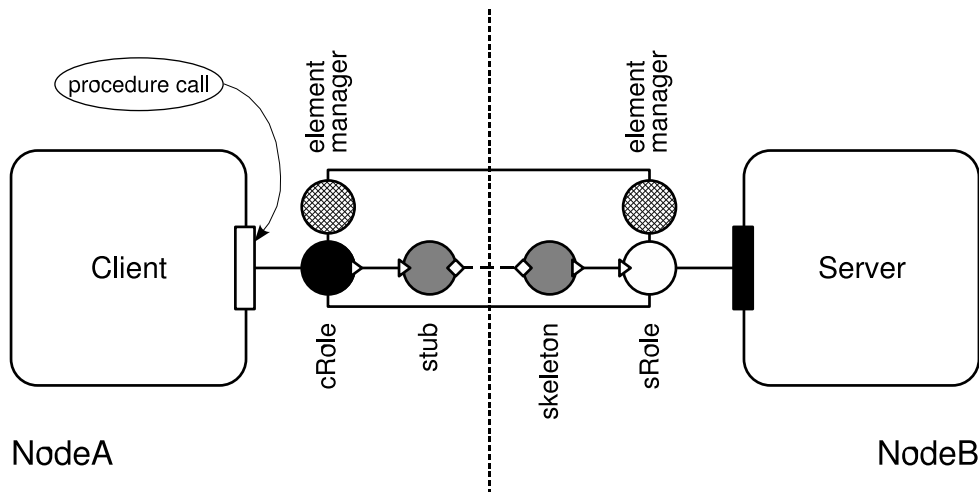 procedure call
element
manager
element
manager
Client
Server
cRole
stub
skeleton
sRole
NodeA
NodeB